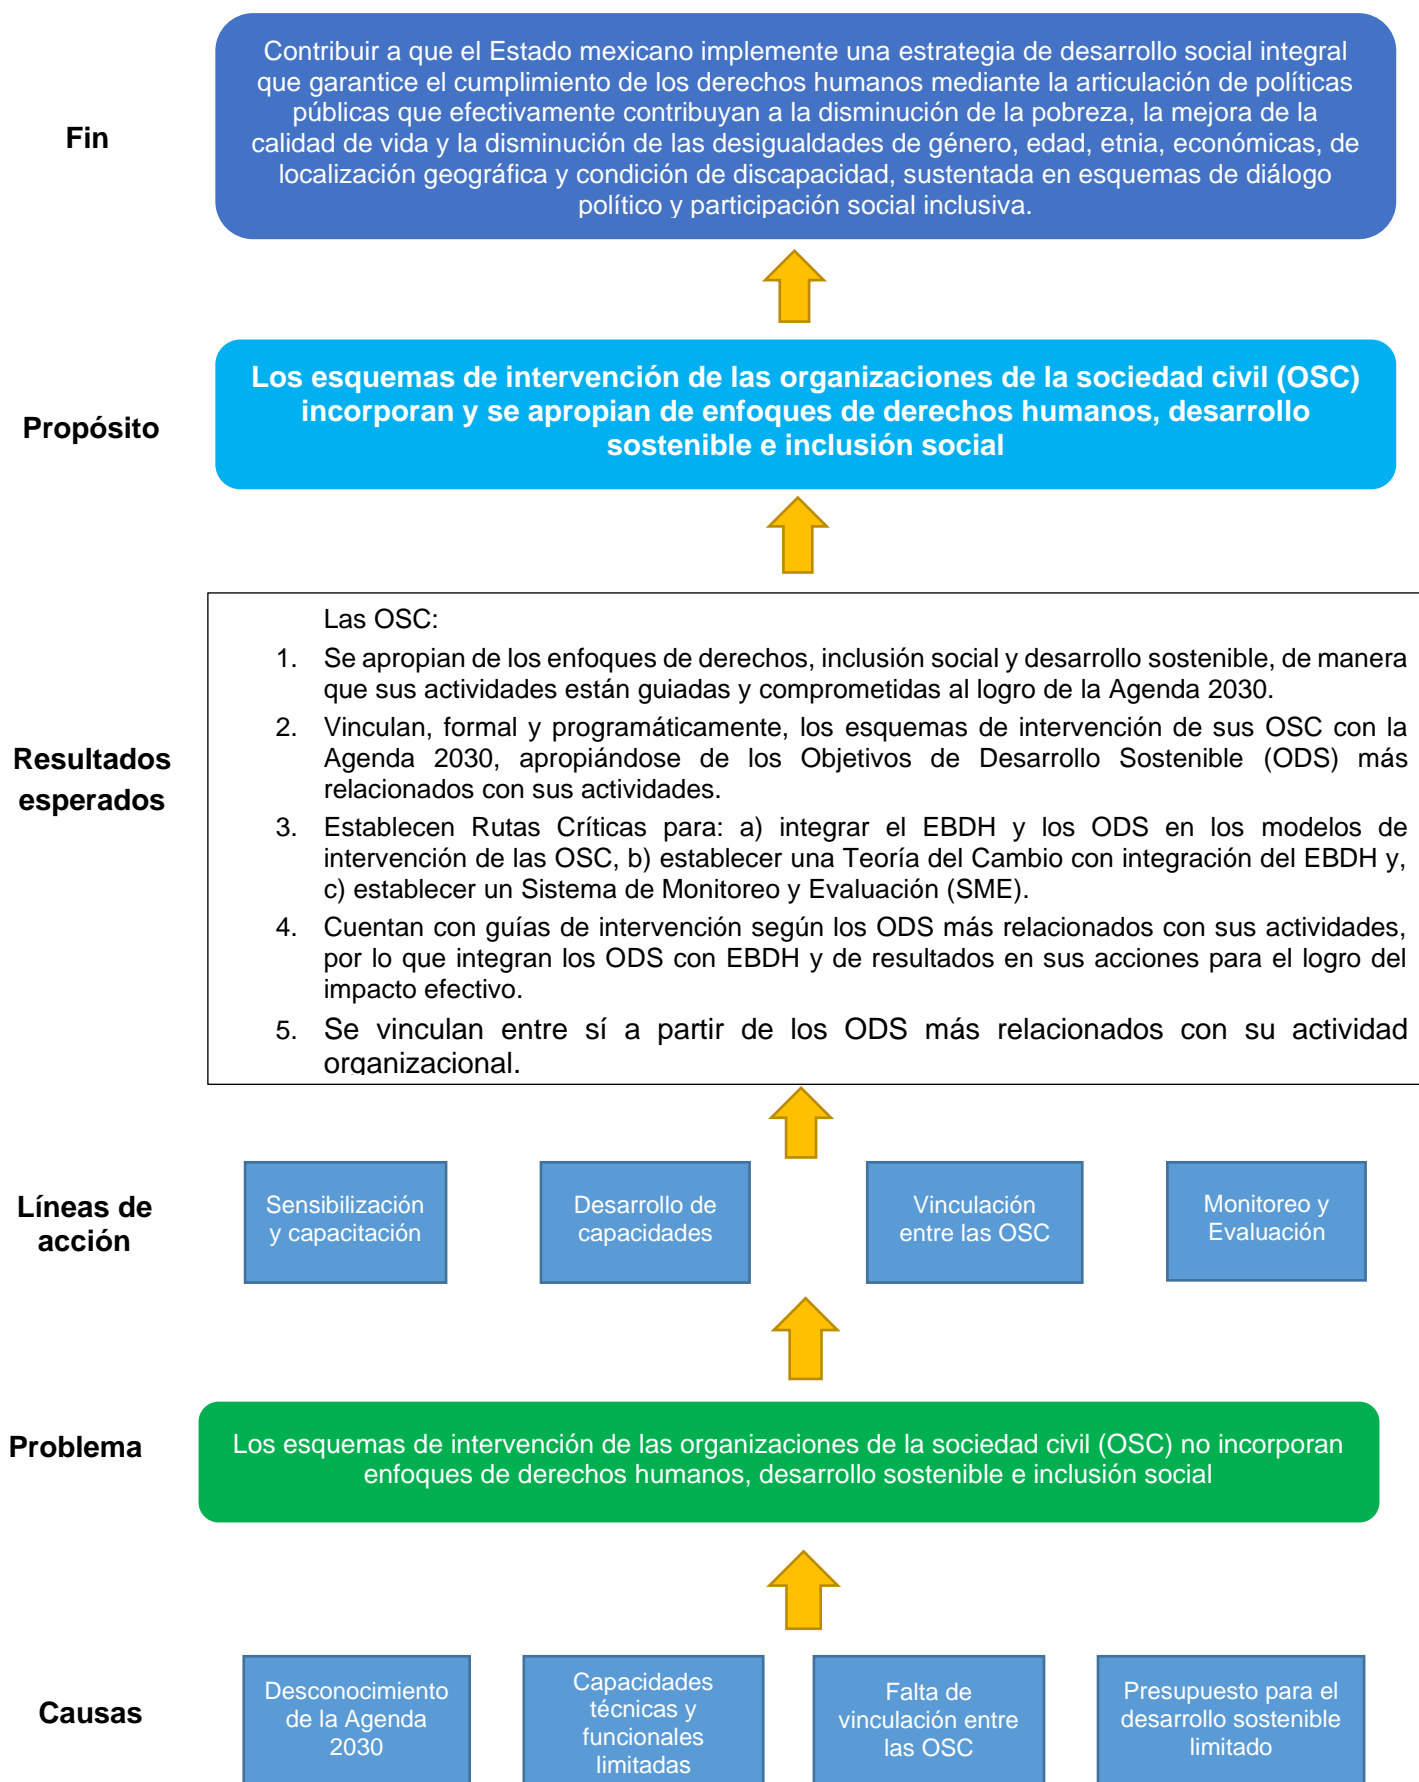 Fin
Contribuir a que el Estado mexicano implemente una estrategia de desarrollo social integral
que garantice el cumplimiento de los derechos humanos mediante la articulación de políticas
públicas que efectivamente contribuyan a la disminución de la pobreza, la mejora de la
calidad de vida y la disminución de las desigualdades de género, edad, etnia, económicas, de
localización geográfica y condición de discapacidad, sustentada en esquemas de diálogo
político y participación social inclusiva.
Propósito
Los esquemas de intervención de las organizaciones de la sociedad civil (OSC)
incorporan y se apropian de enfoques de derechos humanos, desarrollo
sostenible e inclusión social
Resultados
esperados
Las OSC:
1. Se apropian de los enfoques de derechos, inclusión social y desarrollo sostenible, de manera
que sus actividades están guiadas y comprometidas al logro de la Agenda 2030.
2. Vinculan, formal y programáticamente, los esquemas de intervención de sus OSC con la
Agenda 2030, apropiándose de los Objetivos de Desarrollo Sostenible (ODS) más
relacionados con sus actividades.
3. Establecen Rutas Críticas para: a) integrar el EBDH y los ODS en los modelos de
intervención de las OSC, b) establecer una Teoría del Cambio con integración del EBDH y,
c) establecer un Sistema de Monitoreo y Evaluación (SME).
4. Cuentan con guías de intervención según los ODS más relacionados con sus actividades,
por lo que integran los ODS con EBDH y de resultados en sus acciones para el logro del
impacto efectivo.
5. Se vinculan entre sí a partir de los ODS más relacionados con su actividad
organizacional.
Líneas de
acción
Sensibilización
y capacitación
Desarrollo de
capacidades
Vinculación
entre las OSC
Monitoreo y
Evaluación
Problema
Los esquemas de intervención de las organizaciones de la sociedad civil (OSC) no incorporan
enfoques de derechos humanos, desarrollo sostenible e inclusión social
Causas
Desconocimiento
de la Agenda
2030
Capacidades
técnicas y
funcionales
limitadas
Falta de
vinculación entre
las OSC
Presupuesto para el
desarrollo sostenible
limitado